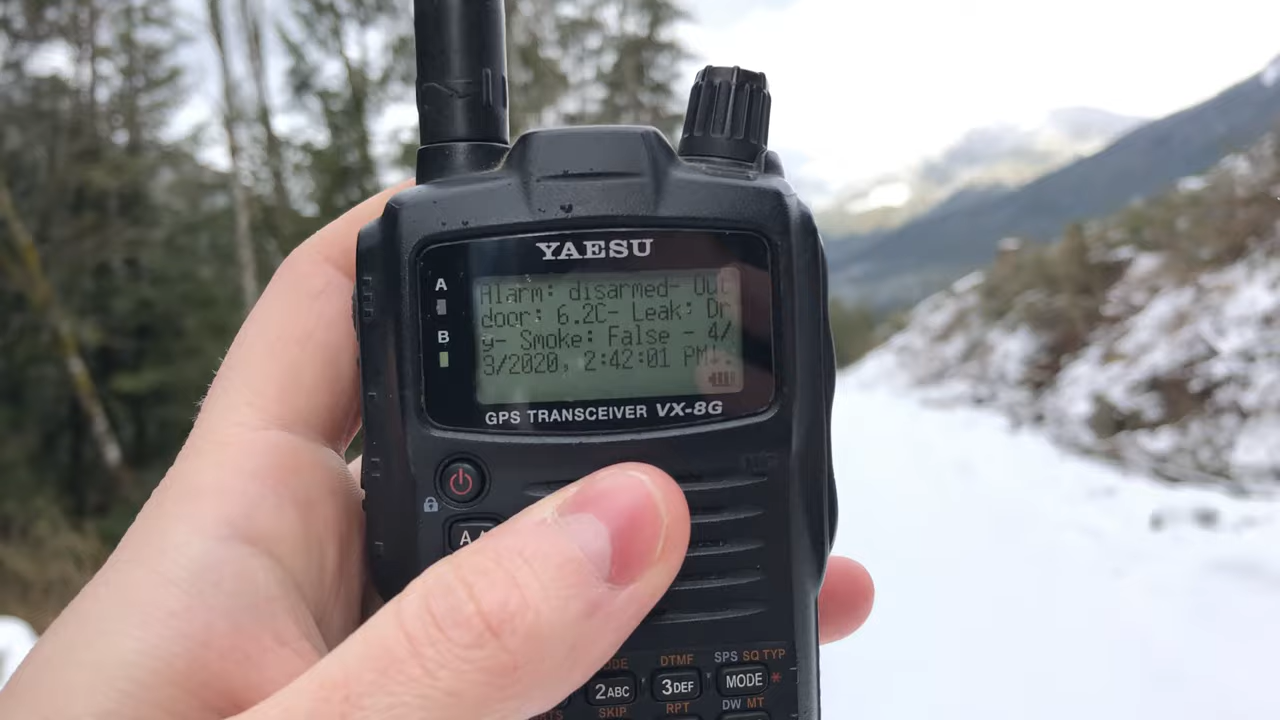 YAESU
A
Alarm: disarmed- Out
door: 6.2C- Leak: Dr
B
y- Smoke: False - 4/
3/2020, 2:42:01 PM
GPS TRANSCEIVER VX-8G
A
DTMF
SPS SQ TYP
2ABC
3DEF
MODE
SKIP
RPT
DW MT